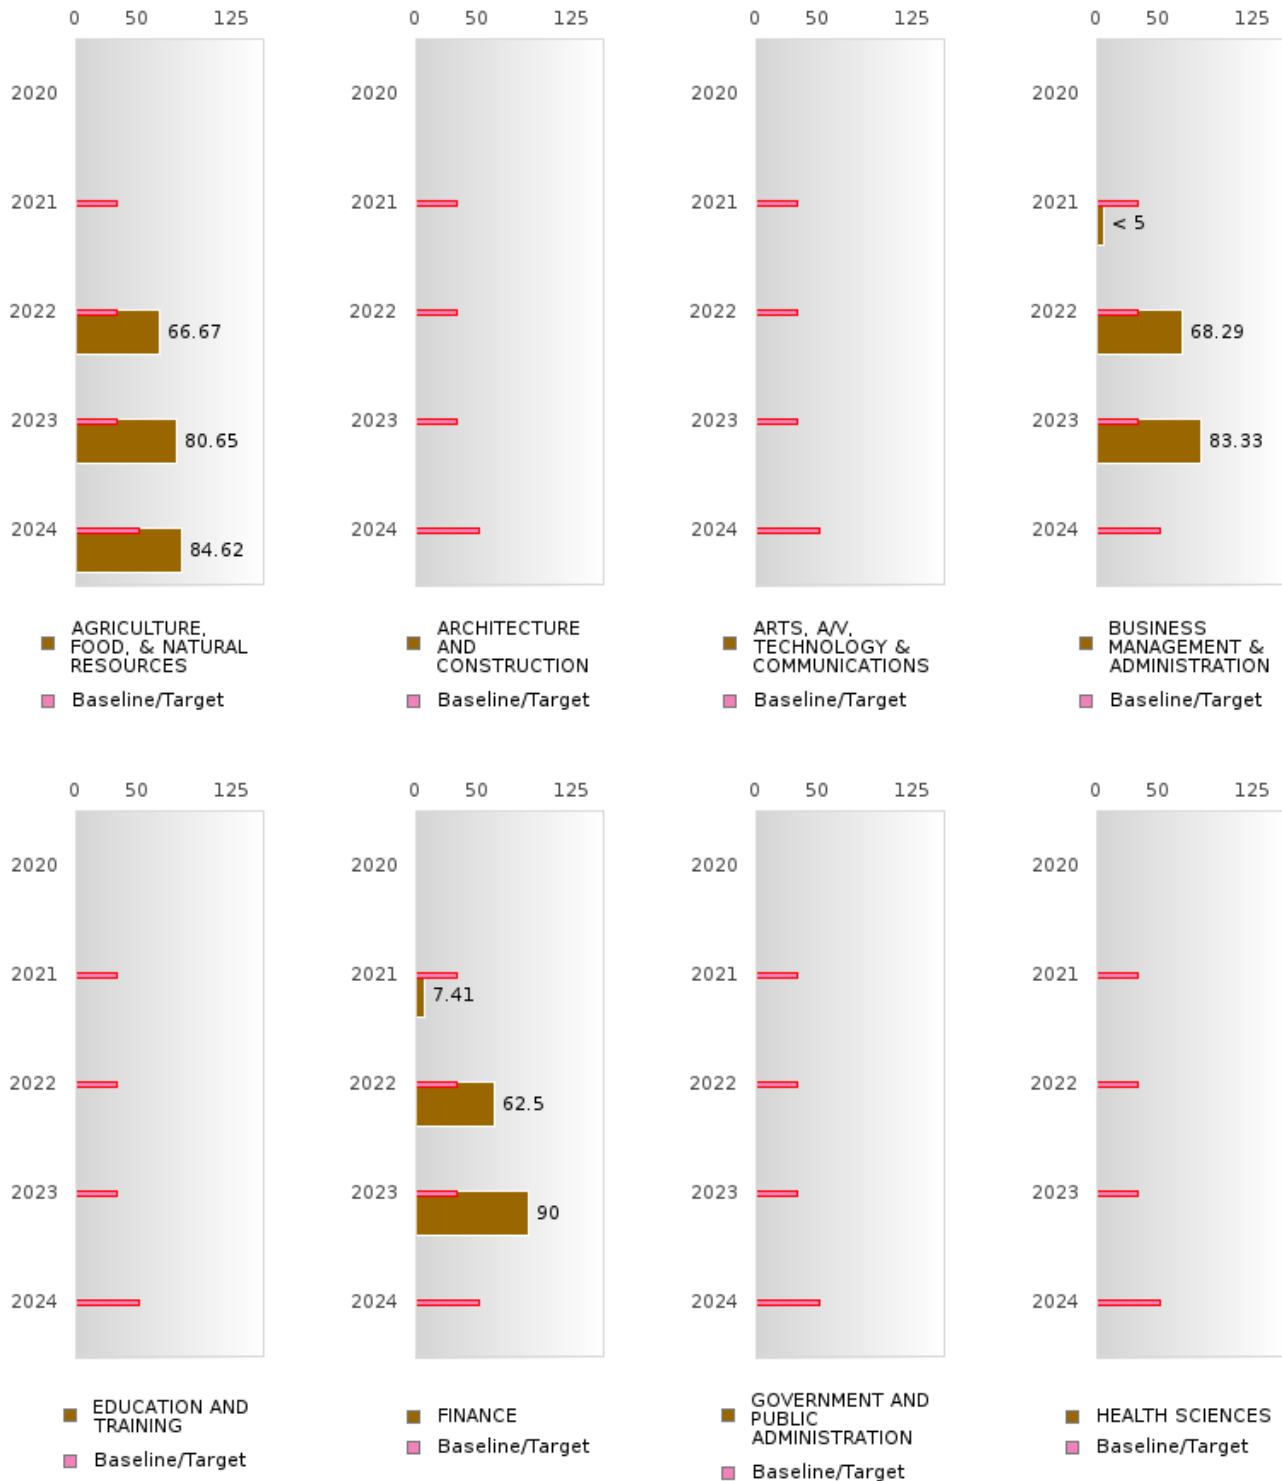 0 50 125 0 50 125 0 50 125 0 50 125
2020 2020 2020 2020
2021 2021 2021 2021
< 5
2022 2022 2022 2022
66.67 68.29
2023 2023 2023 2023
80.65 83.33
2024 2024 2024 2024
84.62
AGRICULTURE,
FOOD, & NATURAL
RESOURCES
Baseline/Target
ARCHITECTURE
AND
CONSTRUCTION
Baseline/Target
ARTS, A/V,
TECHNOLOGY &
COMMUNICATIONS
Baseline/Target
BUSINESS
MANAGEMENT &
ADMINISTRATION
Baseline/Target
0 50 125 0 50 125 0 50 125 0 50 125
2020 2020 2020 2020
2021 2021 2021 2021
7.41
2022 2022 2022 2022
62.5
2023 2023 2023 2023
90
2024 2024 2024 2024
EDUCATION AND
TRAINING
Baseline/Target
FINANCE
Baseline/Target
GOVERNMENT AND
PUBLIC
ADMINISTRATION
Baseline/Target
HEALTH SCIENCES
Baseline/Target